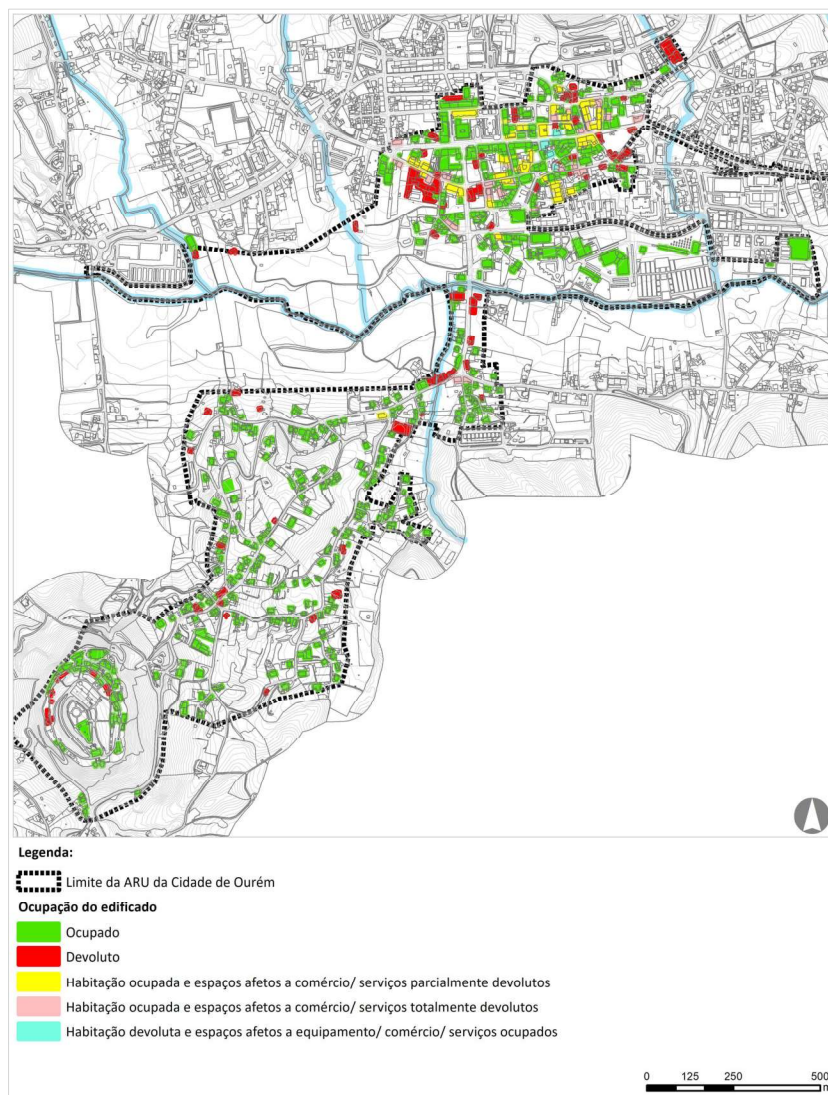 Legenda:
Limite da ARU da Cidade de Ourém
Ocupação do edificado
Ocupado
Devoluto
Habitação ocupada e espaços afetos a comércio/ serviços parcialmente devolutos
Habitação ocupada e espaços afetos a comércio/ serviços totalmente devolutos
Habitação devoluta e espaços afetos a equipamento/ comércio/ serviços ocupados
0 125 250 500
m